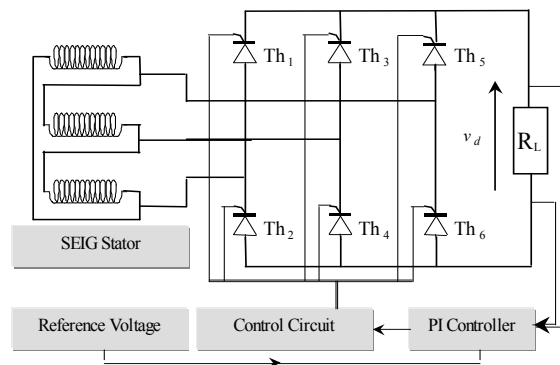 Th1 Th3 Th5
vd RL
Th2 Th4 Th6
SEIG Stator
Reference Voltage Control Circuit PI Controller